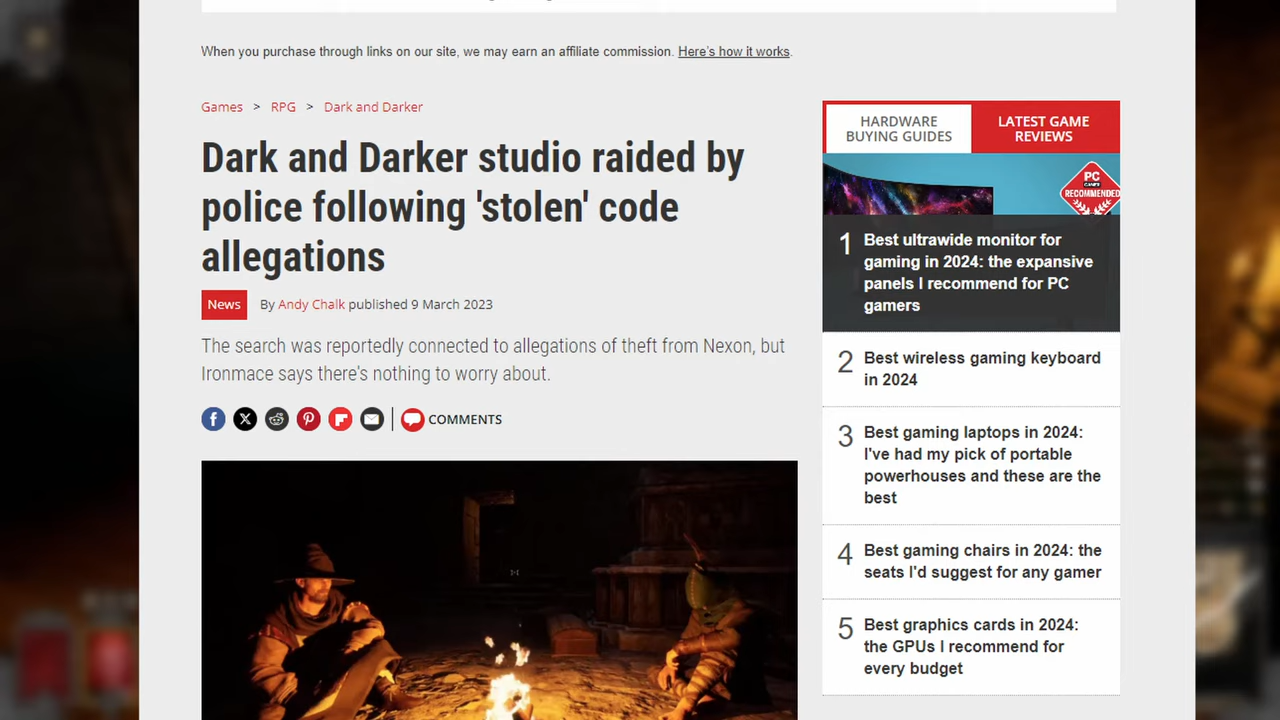 When you purchase through links on our site, we may earn an affiliate commission. Here's how it works.
Games > RPG > Dark and Darker
Dark and Darker studio raided by
police following 'stolen' code
allegations
News By Andy Chalk published 9 March 2023
The search was reportedly connected to allegations of theft from Nexon, but
Ironmace says there's nothing to worry about.
COMMENTS
HARDWARE
BUYING GUIDES
LATEST GAME
REVIEWS
PC
GAMER
RECOMMENDED
1 Best ultrawide monitor for
gaming in 2024: the expansive
panels I recommend for PC
gamers
2 Best wireless gaming keyboard
in 2024
3 Best gaming laptops in 2024:
I've had my pick of portable
powerhouses and these are the
best
4 Best gaming chairs in 2024: the
seats I'd suggest for any gamer
5 Best graphics cards in 2024:
the GPUs I recommend for
every budget